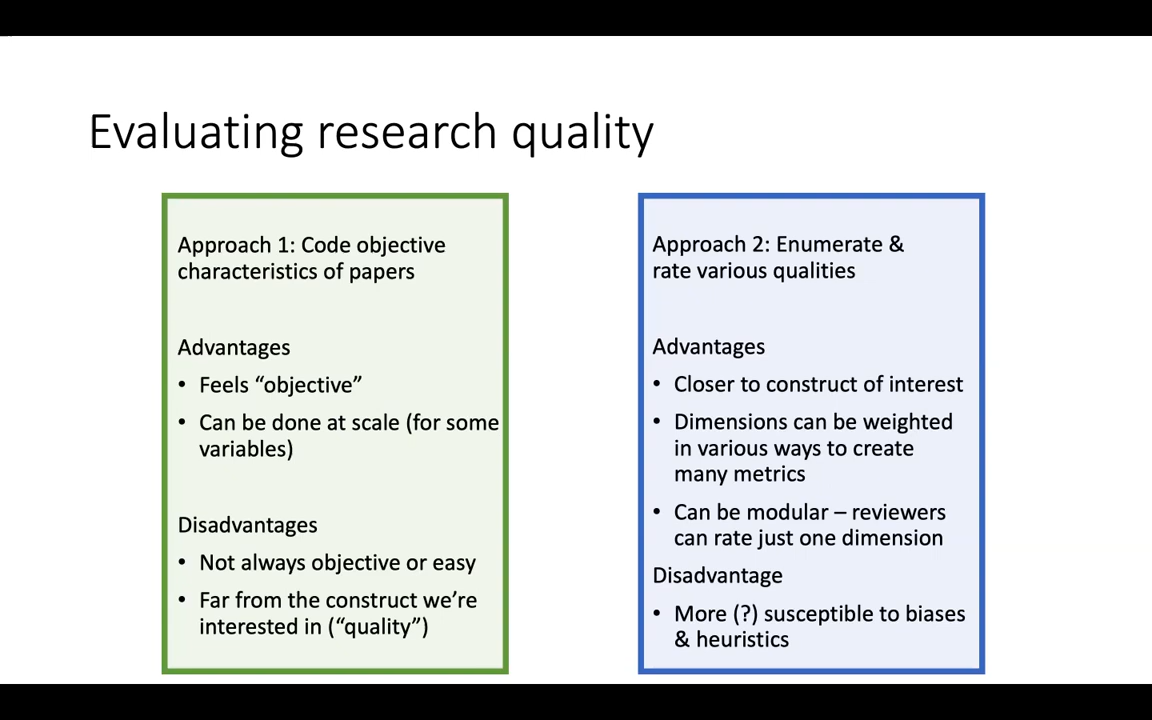 Evaluating research quality
Approach 1: Code objective
characteristics of papers
Advantages
• Feels “objective”
• Can be done at scale (for some
variables)
Disadvantages
• Not always objective or easy
• Far from the construct we’re
interested in (“quality”)
Approach 2: Enumerate &
rate various qualities
Advantages
• Closer to construct of interest
• Dimensions can be weighted
in various ways to create
many metrics
• Can be modular – reviewers
can rate just one dimension
Disadvantage
• More (?) susceptible to biases
& heuristics